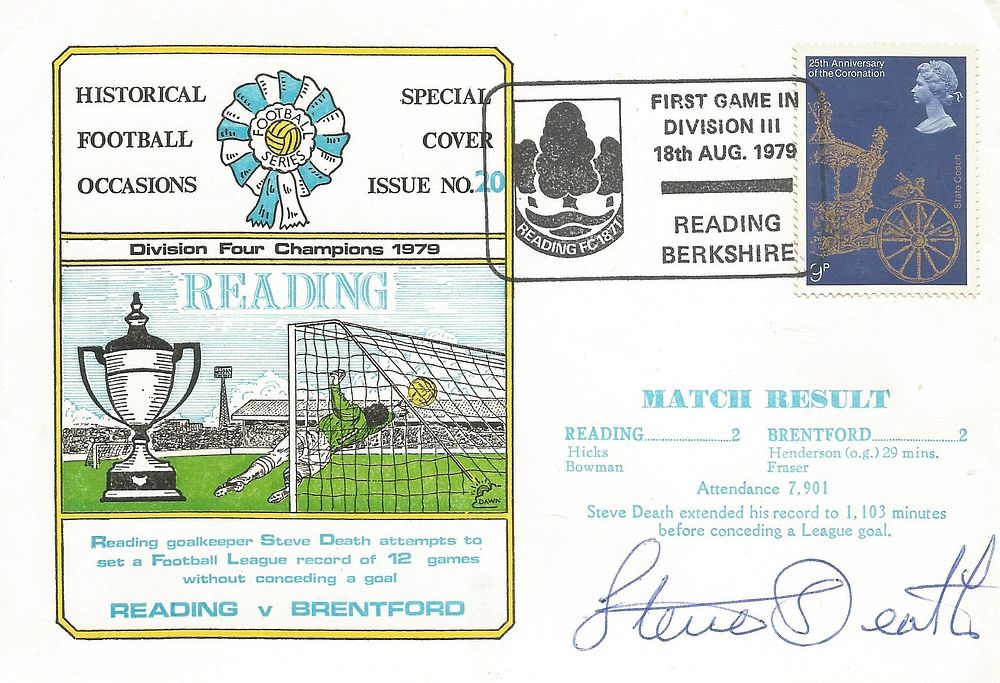 HISTORICAL
FOOTBALL
OCCASIONS
FOOTBALL
SERIES
SPECIAL
COVER
ISSUE NO. 20
Division Four Champions 1979
READING
DAWN
Reading goalkeeper Steve Death attempts to
set a Football League record of 12 games
without conceding a goal
READING v BRENTFORD
READING FC 1871
FIRST GAME IN
DIVISION III
18th AUG. 1979
READING
BERKSHIRE
25th Anniversary
of the Coronation
State Coach
9P
MATCH RESULT
READING..............................2
Hicks
Bowman
BRENTFORD..............................2
Henderson (o.g.) 29 mins.
Fraser
Attendance 7,901
Steve Death extended his record to 1,103 minutes
before conceding a League goal.
Steve Death